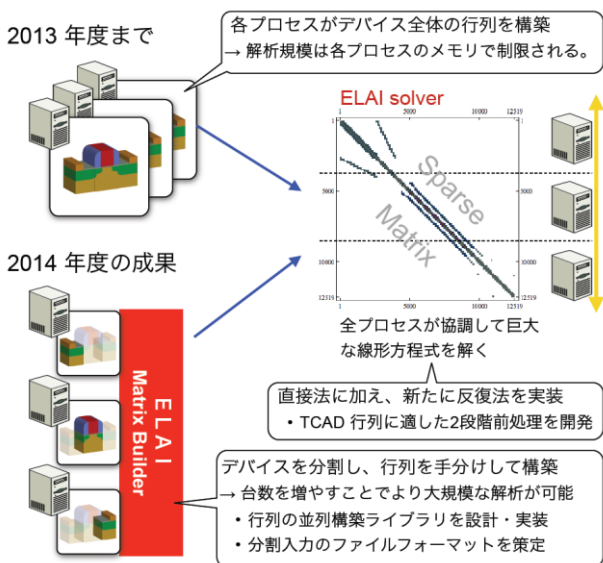 2013 年度まで
各プロセスがデバイス全体の行列を構築
→ 解析規模は各プロセスのメモリで制限される。
ELAI solver
1
5000
10000
12519
1
1
5000
5000
10000
10000
12519
12519
1
5000
10000
12519
Sparse
Matrix
2014 年度の成果
全プロセスが協調して巨大
な線形方程式を解く
直接法に加え、新たに反復法を実装
・TCAD 行列に適した2段階前処理を開発
ELAI
Matrix Builder
デバイスを分割し、行列を手分けして構築
→ 台数を増やすことでより大規模な解析が可能
・行列の並列構築ライブラリを設計・実装
・分割入力のファイルフォーマットを策定